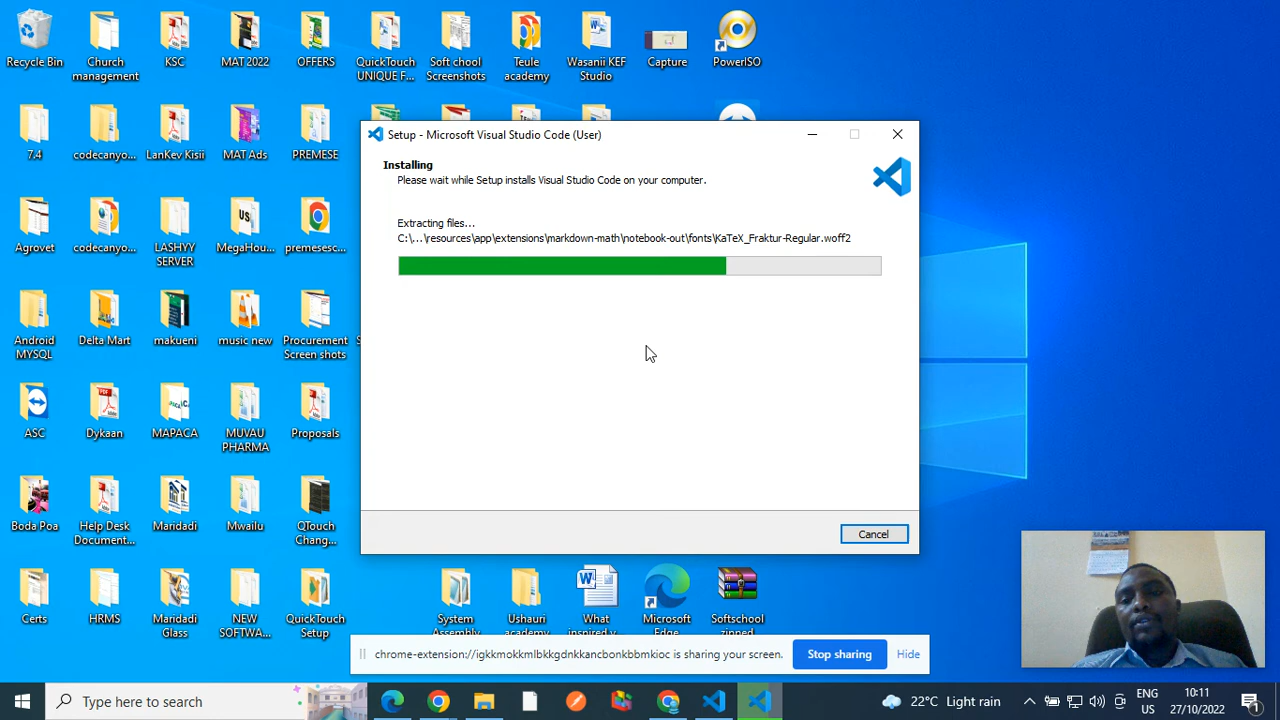 Recycle Bin
Church
management
KSC
MAT 2022
OFFERS
QuickTouch
UNIQUE F...
Soft chool
Screenshots
Teule
academy
Wasanii KEF
Studio
Capture
PowerISO
7.4
codecanyo...
LanKev Kisii
MAT Ads
PREMESE
Setup - Microsoft Visual Studio Code (User)
Installing
Please wait while Setup installs Visual Studio Code on your computer.
Extracting files...
C:\...\resources\app\extensions\markdown-math\notebook-out\fonts\KaTeX_Fraktur-Regular.woff2
Cancel
Agrovet
codecanyo...
LASHYY
SERVER
MegaHou...
premesesc...
Android
MYSQL
Delta Mart
makueni
music new
Procurement
Screen shots
ASC
Dykaan
MAPACA
MUVAU
PHARMA
Proposals
Boda Poa
Help Desk
Document...
Maridadi
Mwailu
QTouch
Chang...
Certs
HRMS
Maridadi
Glass
NEW
SOFTWA...
QuickTouch
Setup
System
Assembly
Ushauri
academy
What
inspired y...
Microsoft
Edge
Softschool
zipped
chrome-extension://igkkmokkmlbkkgdnkkancbonkbbmkioc is sharing your screen.
Stop sharing
Hide
Type here to search
22°C Light rain
ENG
US
10:11
27/10/2022
1